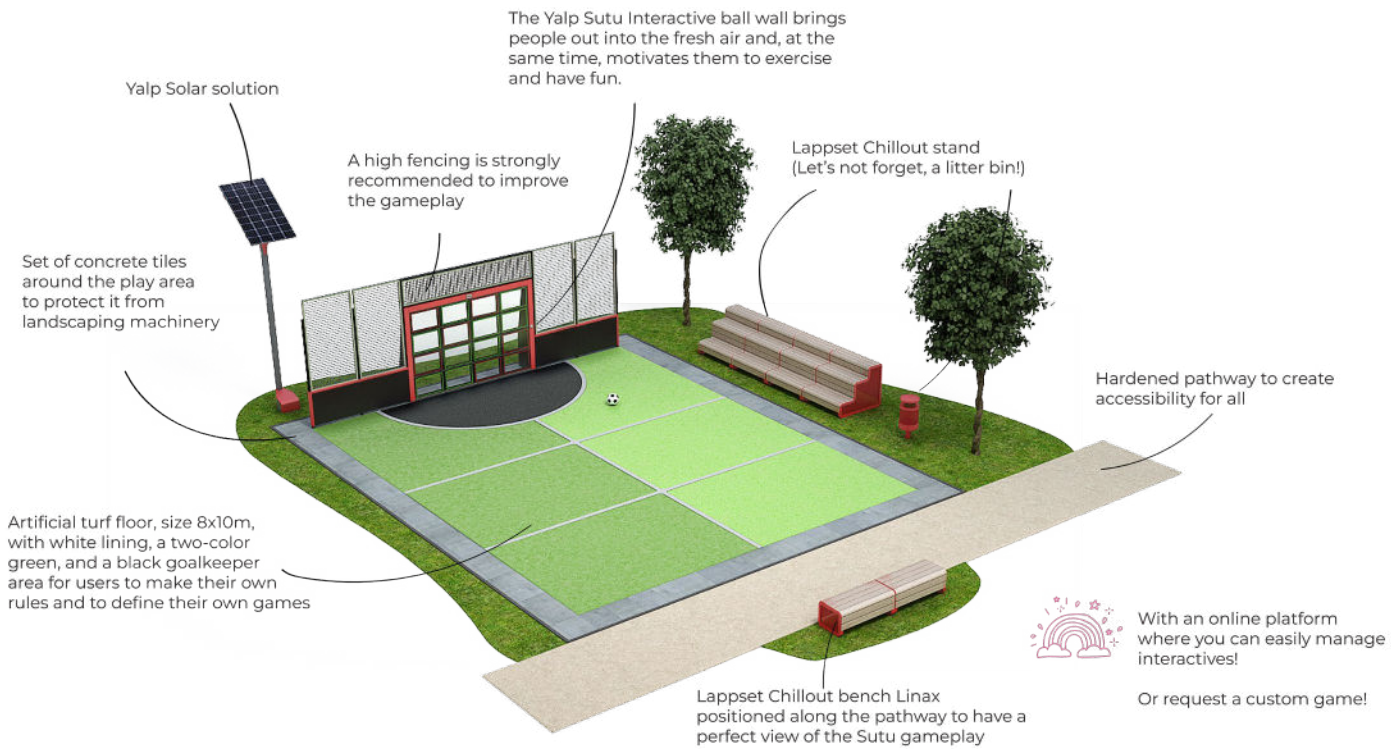 The Yalp Sutu Interactive ball wall brings
people out into the fresh air and, at the
same time, motivates them to exercise
and have fun.
Yalp Solar solution
A high fencing is strongly
recommended to improve
the gameplay
Lappset Chillout stand
(Let's not forget, a litter bin!)
Set of concrete tiles
around the play area
to protect it from
landscaping machinery
Hardened pathway to create
accessibility for all
Artificial turf floor, size 8x10m,
with white lining, a two-color
green, and a black goalkeeper
area for users to make their own
rules and to define their own games
With an online platform
where you can easily manage
interactives!
Or request a custom game!
Lappset Chillout bench Linax
positioned along the pathway to have a
perfect view of the Sutu gameplay